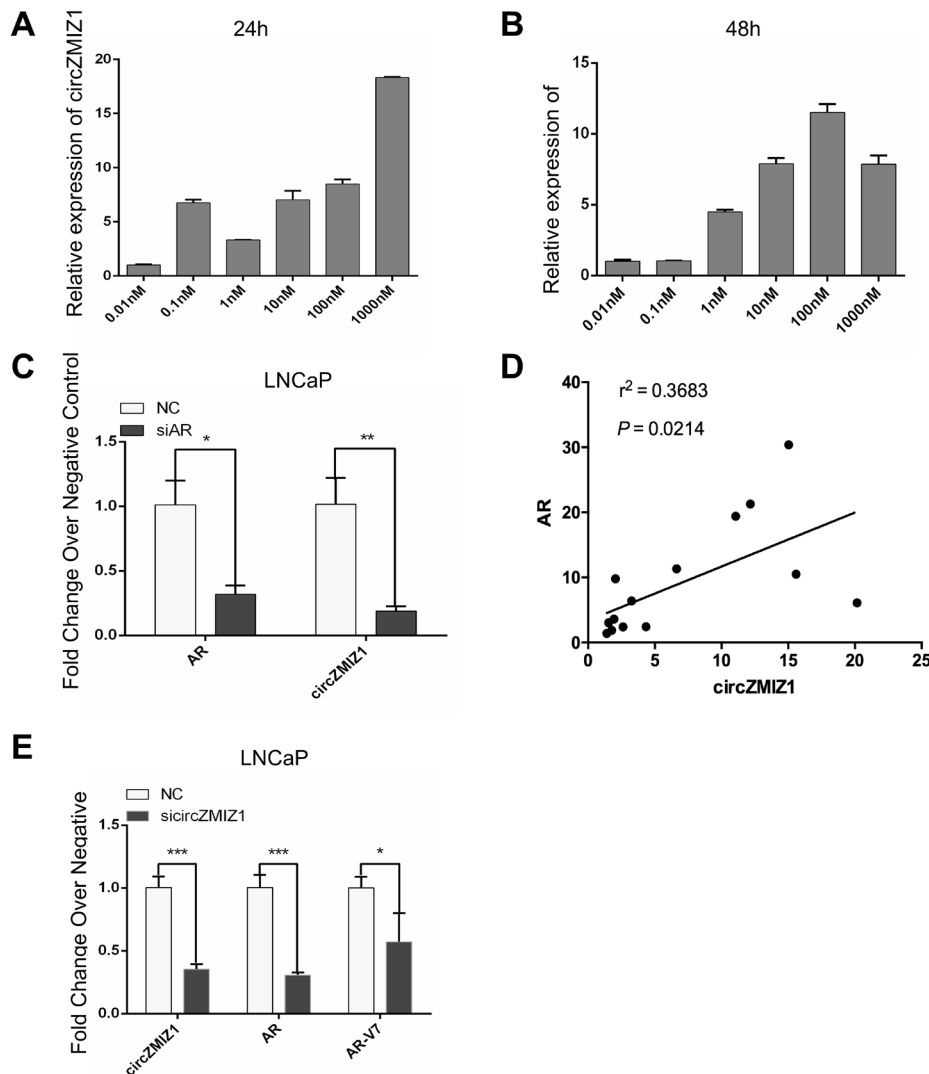 A
24h
Relative expression of circZMIZ1
20
15
10
5
0
0.01nM
0.1nM
1nM
10nM
100nM
1000nM
B
48h
Relative expression of
15
10
5
0
0.01nM
0.1nM
1nM
10nM
100nM
1000nM
C
LNCaP
NC
siAR
Fold Change Over Negative Control
1.5
1.0
0.5
0.0
*
**
AR
circZMIZ1
D
r² = 0.3683
P = 0.0214
AR
40
30
20
10
0
0
5
10
15
20
25
circZMIZ1
E
LNCaP
NC
sicircZMIZ1
Fold Change Over Negative
1.5
1.0
0.5
0.0
***
***
*
circZMIZ1
AR
AR-V7